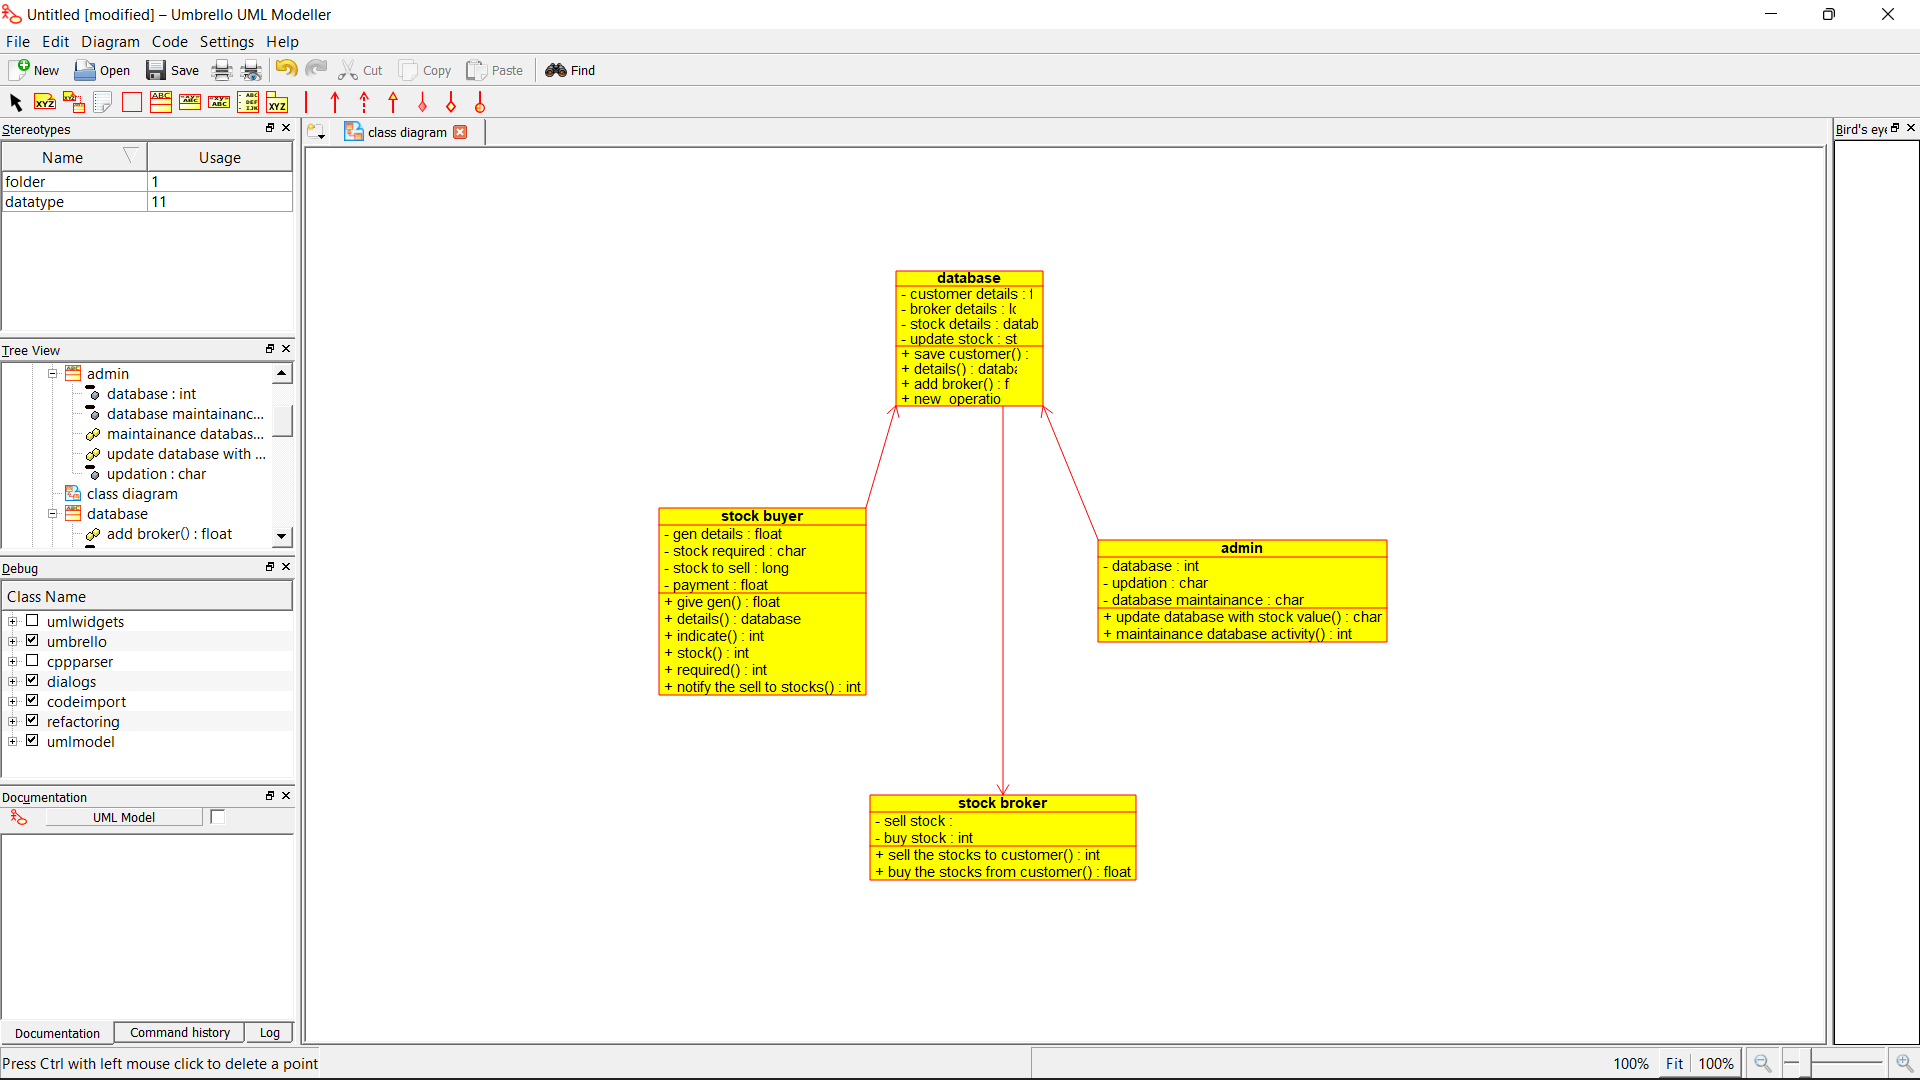 Untitled [modified] – Umbrello UML Modeller
File Edit Diagram Code Settings Help
New Open Save Cut Copy Paste Find
Stereotypes
Name Usage
folder 1
datatype 11
Tree View
admin
database : int
database maintainanc...
maintainance databas...
update database with ...
updation : char
class diagram
database
add broker() : float
Debug
Class Name
umlwidgets
umbrello
cppparser
dialogs
codeimport
refactoring
umlmodel
Documentation
UML Model
Documentation Command history Log
Press Ctrl with left mouse click to delete a point
class diagram
database
- customer details : f
- broker details : lo
- stock details : datab
- update stock : st
+ save customer() :
+ details() : databa
+ add broker() : f
+ new_operatio
stock buyer
- gen details : float
- stock required : char
- stock to sell : long
- payment : float
+ give gen() : float
+ details() : database
+ indicate() : int
+ stock() : int
+ required() : int
+ notify the sell to stocks() : int
admin
- database : int
- updation : char
- database maintainance : char
+ update database with stock value() : char
+ maintainance database activity() : int
stock broker
- sell stock :
- buy stock : int
+ sell the stocks to customer() : int
+ buy the stocks from customer() : float
Bird's eye
100% Fit 100%